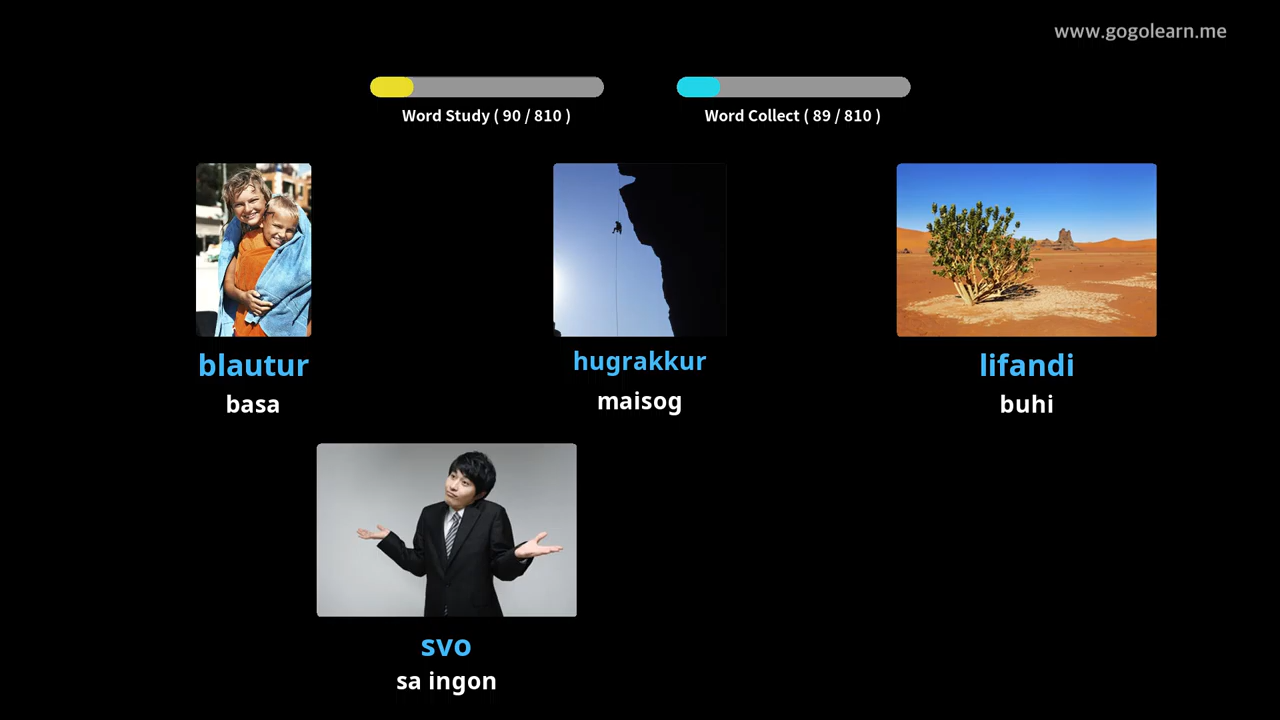 www.gogolearn.me
Word Study ( 90 / 810 )
Word Collect ( 89 / 810 )
blautur
basa
hugrakkur
maisog
lifandi
buhi
svo
sa ingon